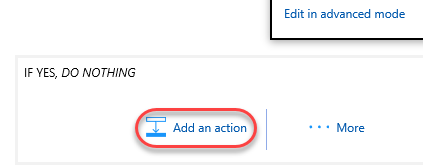 Edit in advanced mode
IF YES, DO NOTHING
Add an action
··· More